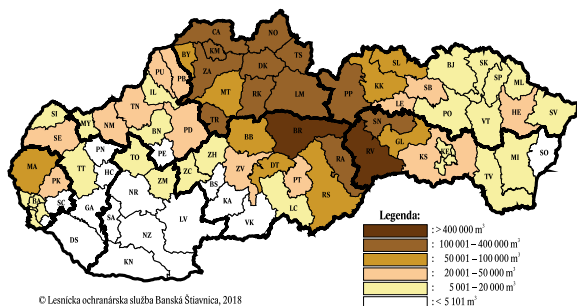 CA
NO
BY
KM
TS
PU
PB
ZA
DK
IL
MT
RK
LM
TN
TR
PP
SL
KK
BJ
SK
SP
ML
LE
SB
PO
VT
HE
SV
SI
MY
NM
BN
PD
SE
PN
PE
HC
TO
ZM
ZC
ZH
BB
BR
ZV
DT
PT
RA
RS
RV
SN
GL
KS
KE
MI
TV
SO
MA
PK
TT
BA
SC
GA
DS
NR
SA
NZ
KN
LV
BS
KA
VK
LC
Legenda:
: > 400 000 m³
: 100 001 – 400 000 m³
: 50 001 – 100 000 m³
: 20 001 – 50 000 m³
: 5 001 – 20 000 m³
: < 5 101 m³
© Lesnícka ochranárska služba Banská Štiavnica, 2018